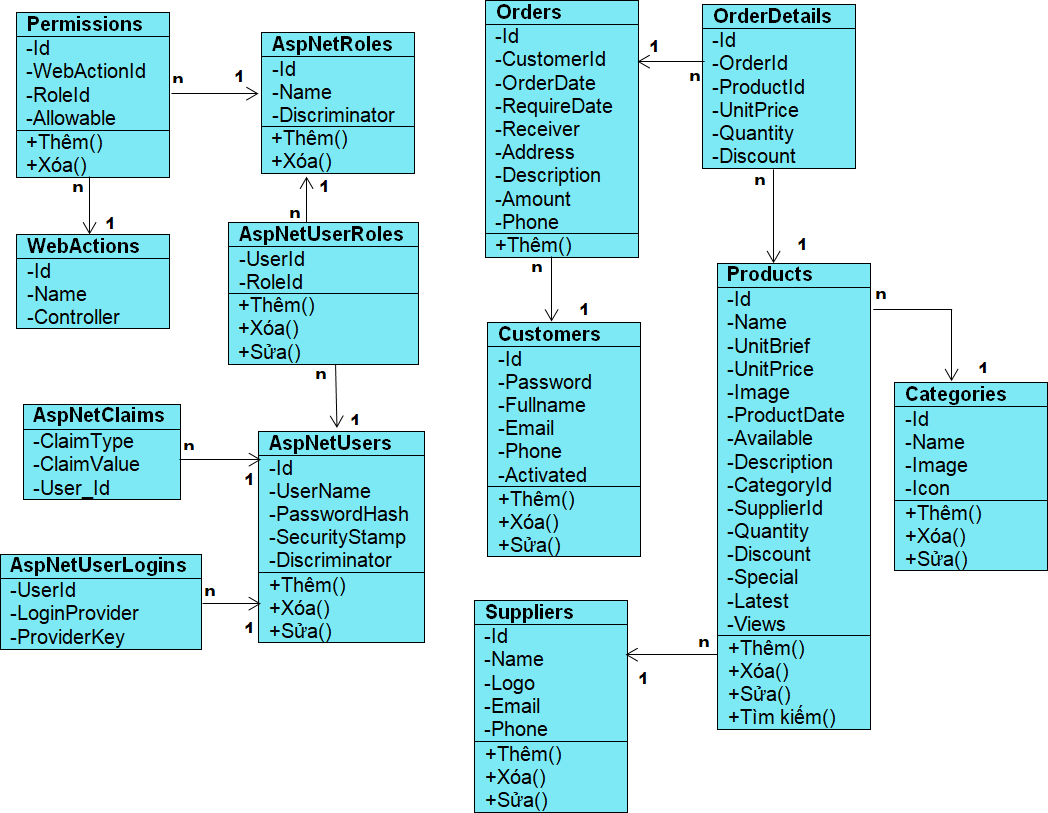 Permissions
-Id
-WebActionId
-RoleId
-Allowable
+Thêm()
+Xóa()
n
1
n
1
AspNetRoles
-Id
-Name
-Discriminator
+Thêm()
+Xóa()
WebActions
-Id
-Name
-Controller
1
n
AspNetUserRoles
-UserId
-RoleId
+Thêm()
+Xóa()
+Sửa()
n
1
AspNetClaims
-ClaimType
-ClaimValue
-User_Id
n
1
AspNetUsers
-Id
-UserName
-PasswordHash
-SecurityStamp
-Discriminator
+Thêm()
+Xóa()
+Sửa()
AspNetUserLogins
-UserId
-LoginProvider
-ProviderKey
n
1
Orders
-Id
-CustomerId
-OrderDate
-RequireDate
-Receiver
-Address
-Description
-Amount
-Phone
+Thêm()
1
n
OrderDetails
-Id
-OrderId
-ProductId
-UnitPrice
-Quantity
-Discount
n
1
n
1
Customers
-Id
-Password
-Fullname
-Email
-Phone
-Activated
+Thêm()
+Xóa()
+Sửa()
Products
-Id
-Name
-UnitBrief
-UnitPrice
-Image
-ProductDate
-Available
-Description
-CategoryId
-SupplierId
-Quantity
-Discount
-Special
-Latest
-Views
+Thêm()
+Xóa()
+Sửa()
+Tìm kiếm()
n
1
Categories
-Id
-Name
-Image
-Icon
+Thêm()
+Xóa()
+Sửa()
n
1
Suppliers
-Id
-Name
-Logo
-Email
-Phone
+Thêm()
+Xóa()
+Sửa()